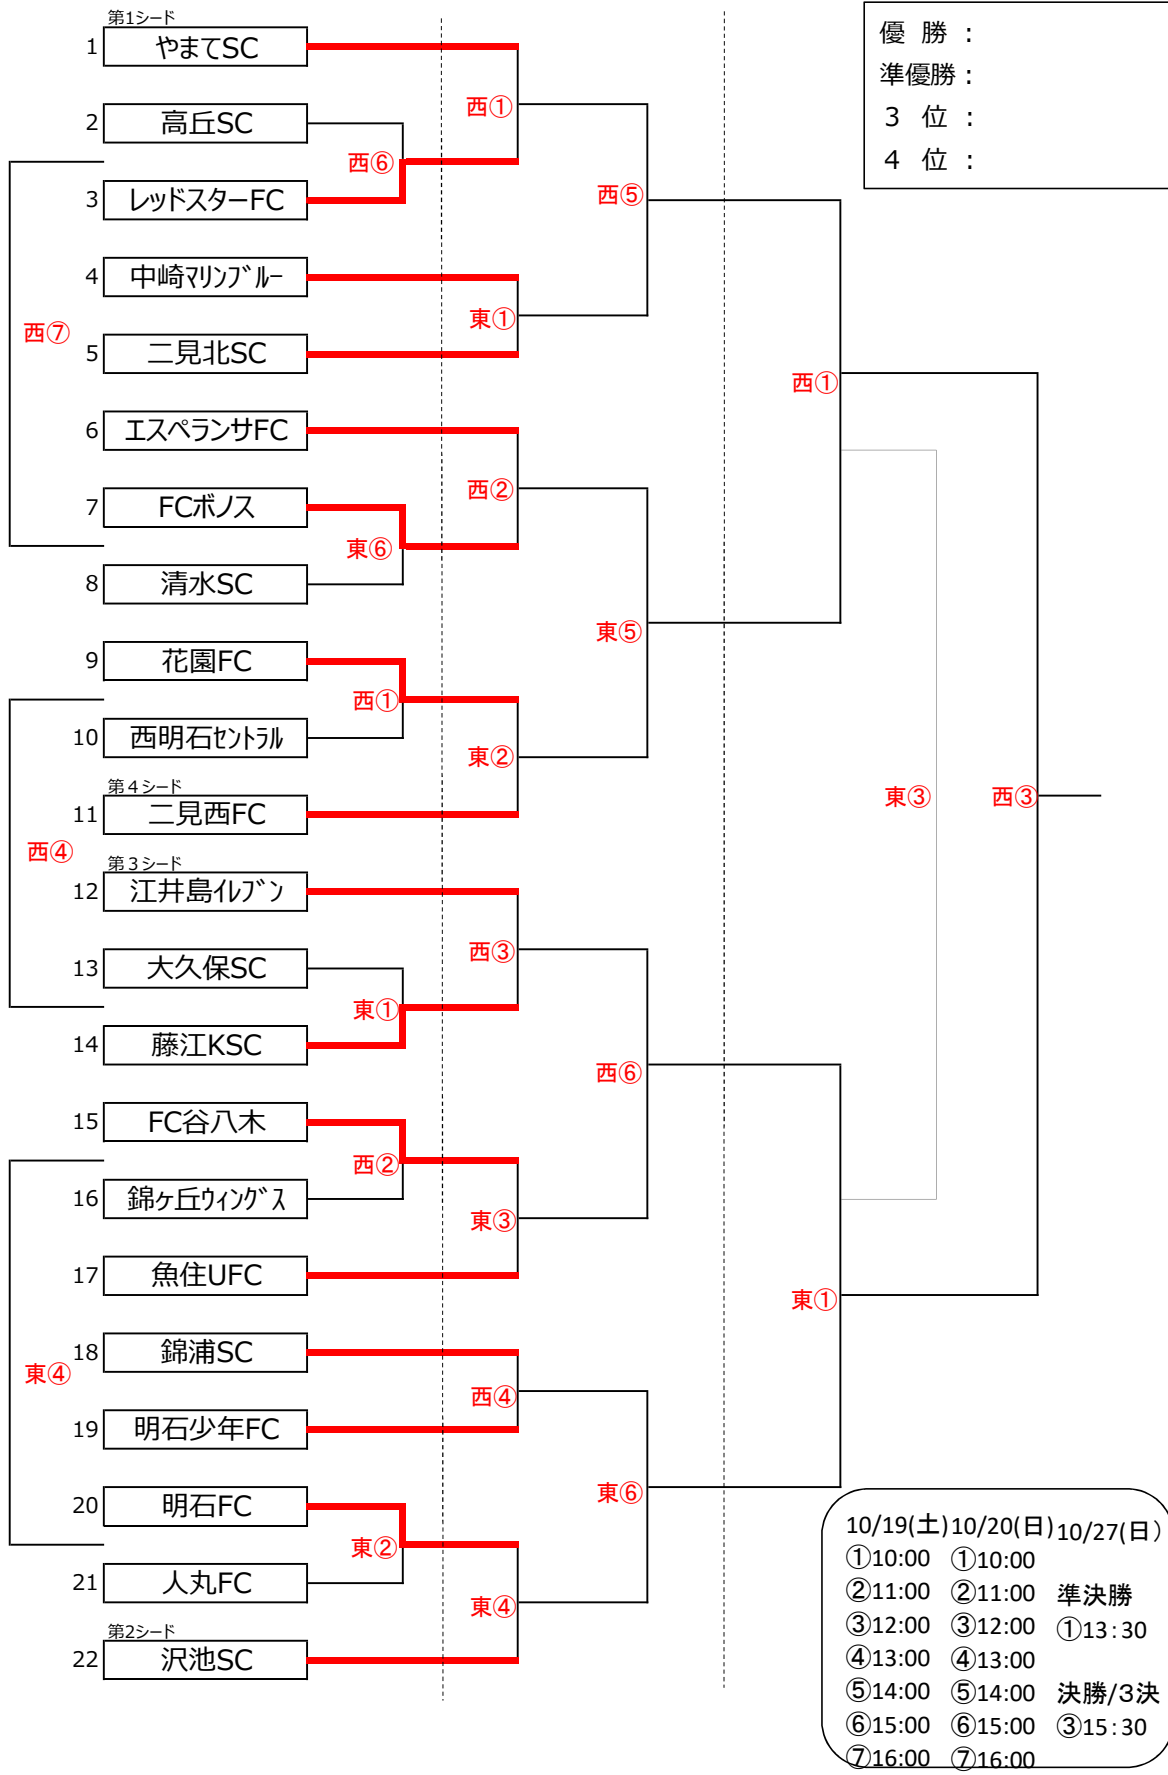 第1シード
1 やまてSC
2 高丘SC
3 レッドスターFC
4 中崎ﾏﾘﾝﾌﾞﾙｰ
5 二見北SC
6 エスペランサFC
7 FCボノス
8 清水SC
9 花園FC
10 西明石ｾﾝﾄﾗﾙ
第４シード
11 二見西FC
第３シード
12 江井島ｲﾚﾌﾞﾝ
13 大久保SC
14 藤江KSC
15 FC谷八木
16 錦ヶ丘ｳｨﾝｸﾞｽ
17 魚住UFC
18 錦浦SC
19 明石少年FC
20 明石FC
21 人丸FC
第2シード
22 沢池SC
西⑦
西④
東④
西⑥
東⑥
西①
東①
西②
東②
西①
東①
西②
東②
西③
東③
西④
東④
西⑤
東⑤
西⑥
東⑥
西①
東①
東③
西③
優 勝 :
準優勝 :
３ 位 :
４ 位 :
10/19(土) 10/20(日) 10/27(日)
①10:00 ①10:00
②11:00 ②11:00 準決勝
③12:00 ③12:00 ①13:30
④13:00 ④13:00
⑤14:00 ⑤14:00 決勝/3決
⑥15:00 ⑥15:00 ③15:30
⑦16:00 ⑦16:00